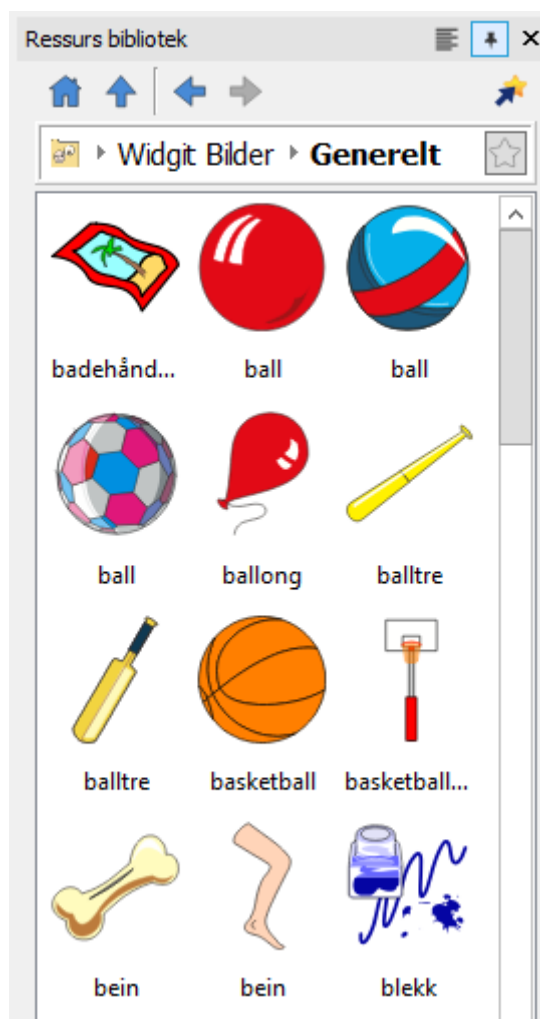 Ressurs bibliotek
Widgit Bilder Generelt
badehånd... ball ball
ball ballong balltre
balltre basketball basketball...
bein bein blekk